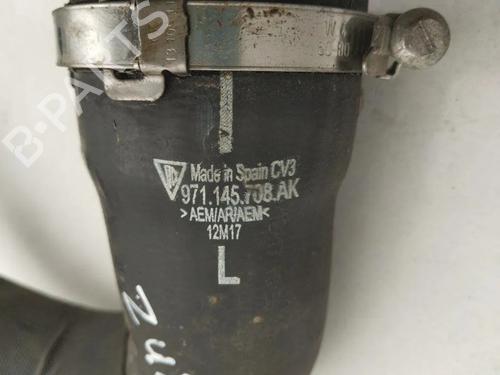 B-PARTS
Made in Spain CV3
971.145.708.AK
>AEM/AR/AEM<
12M17
L